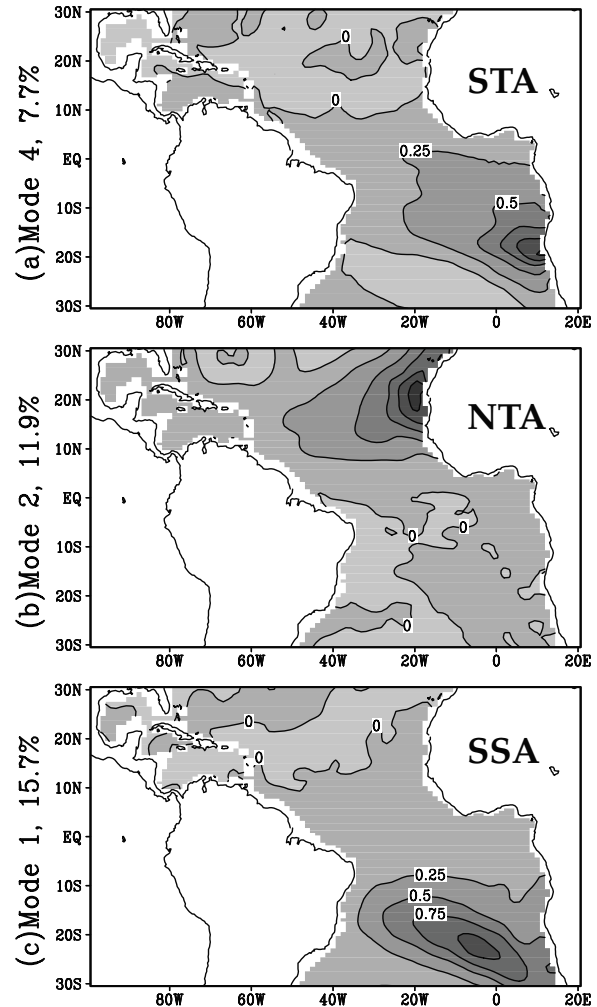 (a)Mode 4, 7.7%
30N
20N
10N
EQ
10S
20S
30S
80W 60W 40W 20W 0 20E
0
0
0.25
0.5
STA
(b)Mode 2, 11.9%
30N
20N
10N
EQ
10S
20S
30S
80W 60W 40W 20W 0 20E
0
0
0
NTA
(c)Mode 1, 15.7%
30N
20N
10N
EQ
10S
20S
30S
80W 60W 40W 20W 0 20E
0
0
0
0.25
0.5
0.75
SSA